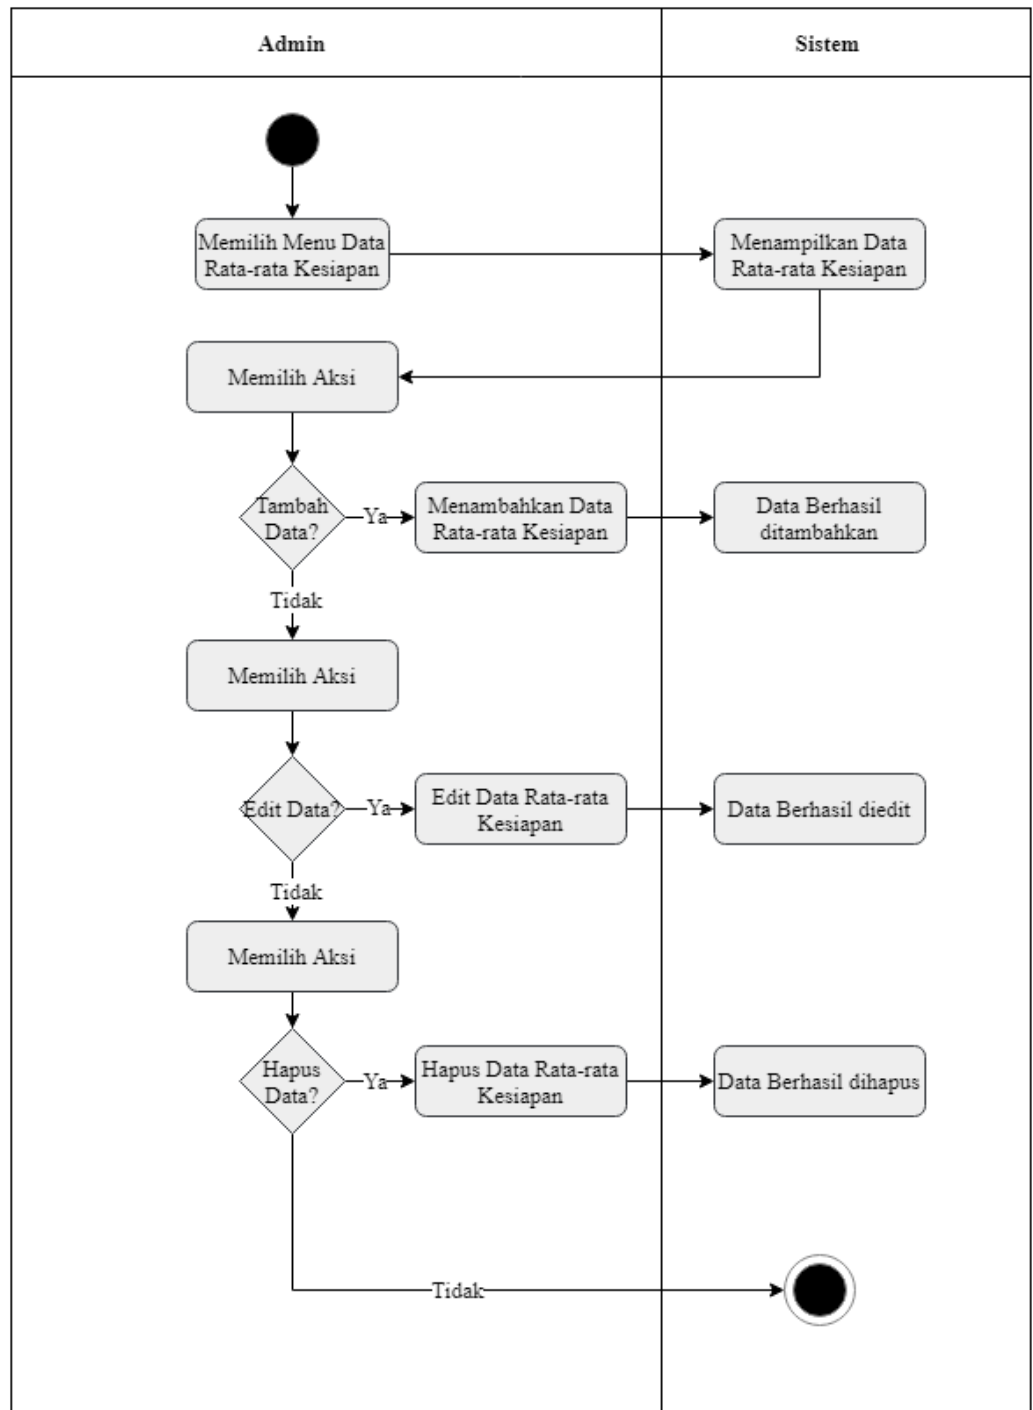 Admin
Sistem
Memilih Menu Data
Rata-rata Kesiapan
Menampilkan Data
Rata-rata Kesiapan
Memilih Aksi
Tambah
Data?
Ya
Menambahkan Data
Rata-rata Kesiapan
Data Berhasil
ditambahkan
Tidak
Memilih Aksi
Edit Data?
Ya
Edit Data Rata-rata
Kesiapan
Data Berhasil diedit
Tidak
Memilih Aksi
Hapus
Data?
Ya
Hapus Data Rata-rata
Kesiapan
Data Berhasil dihapus
Tidak